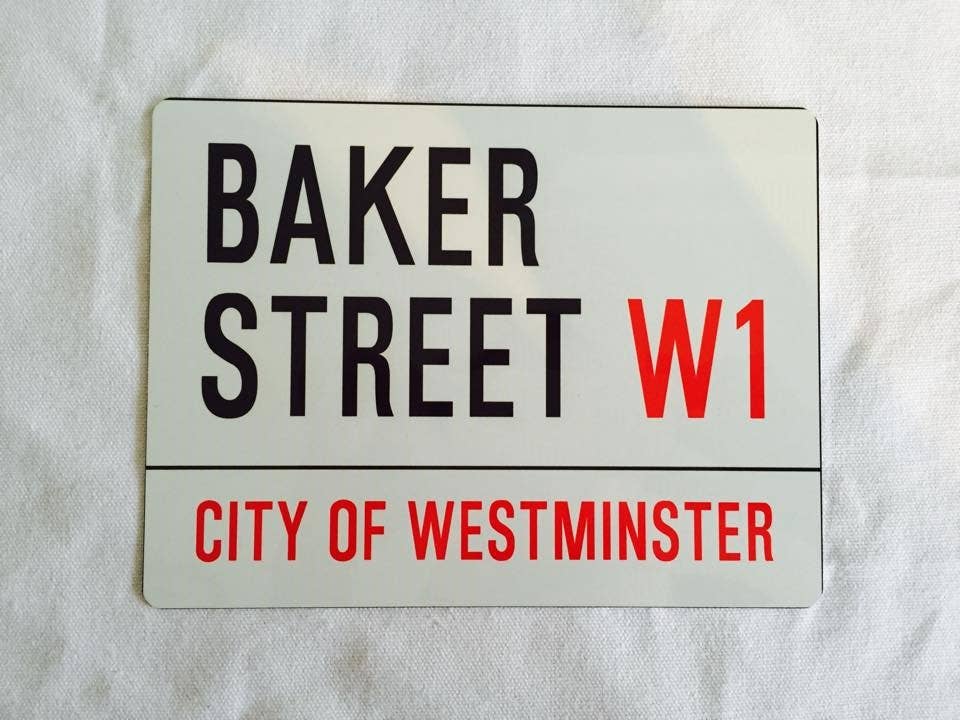 BAKER
STREET W1
CITY OF WESTMINSTER